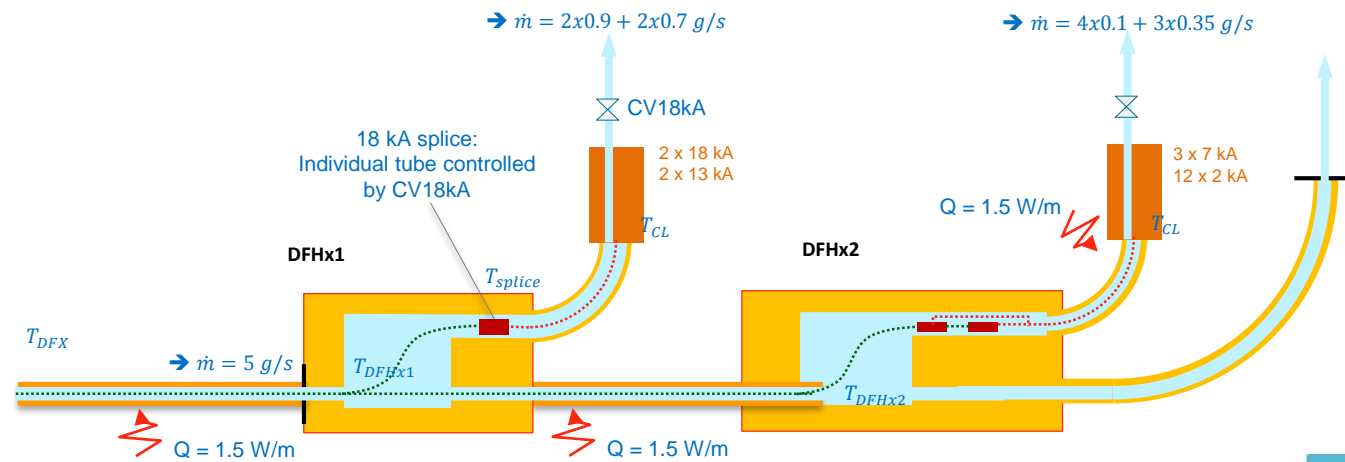 ➔ ṁ = 2x0.9 + 2x0.7 g/s
➔ ṁ = 4x0.1 + 3x0.35 g/s
CV18kA
18 kA splice:
Individual tube controlled
by CV18kA
2 x 18 kA
2 x 13 kA
3 x 7 kA
12 x 2 kA
Q = 1.5 W/m
T_CL
T_CL
DFHx1
DFHx2
T_splice
T_DFX
➔ ṁ = 5 g/s
T_DFHx1
T_DFHx2
Q = 1.5 W/m
Q = 1.5 W/m